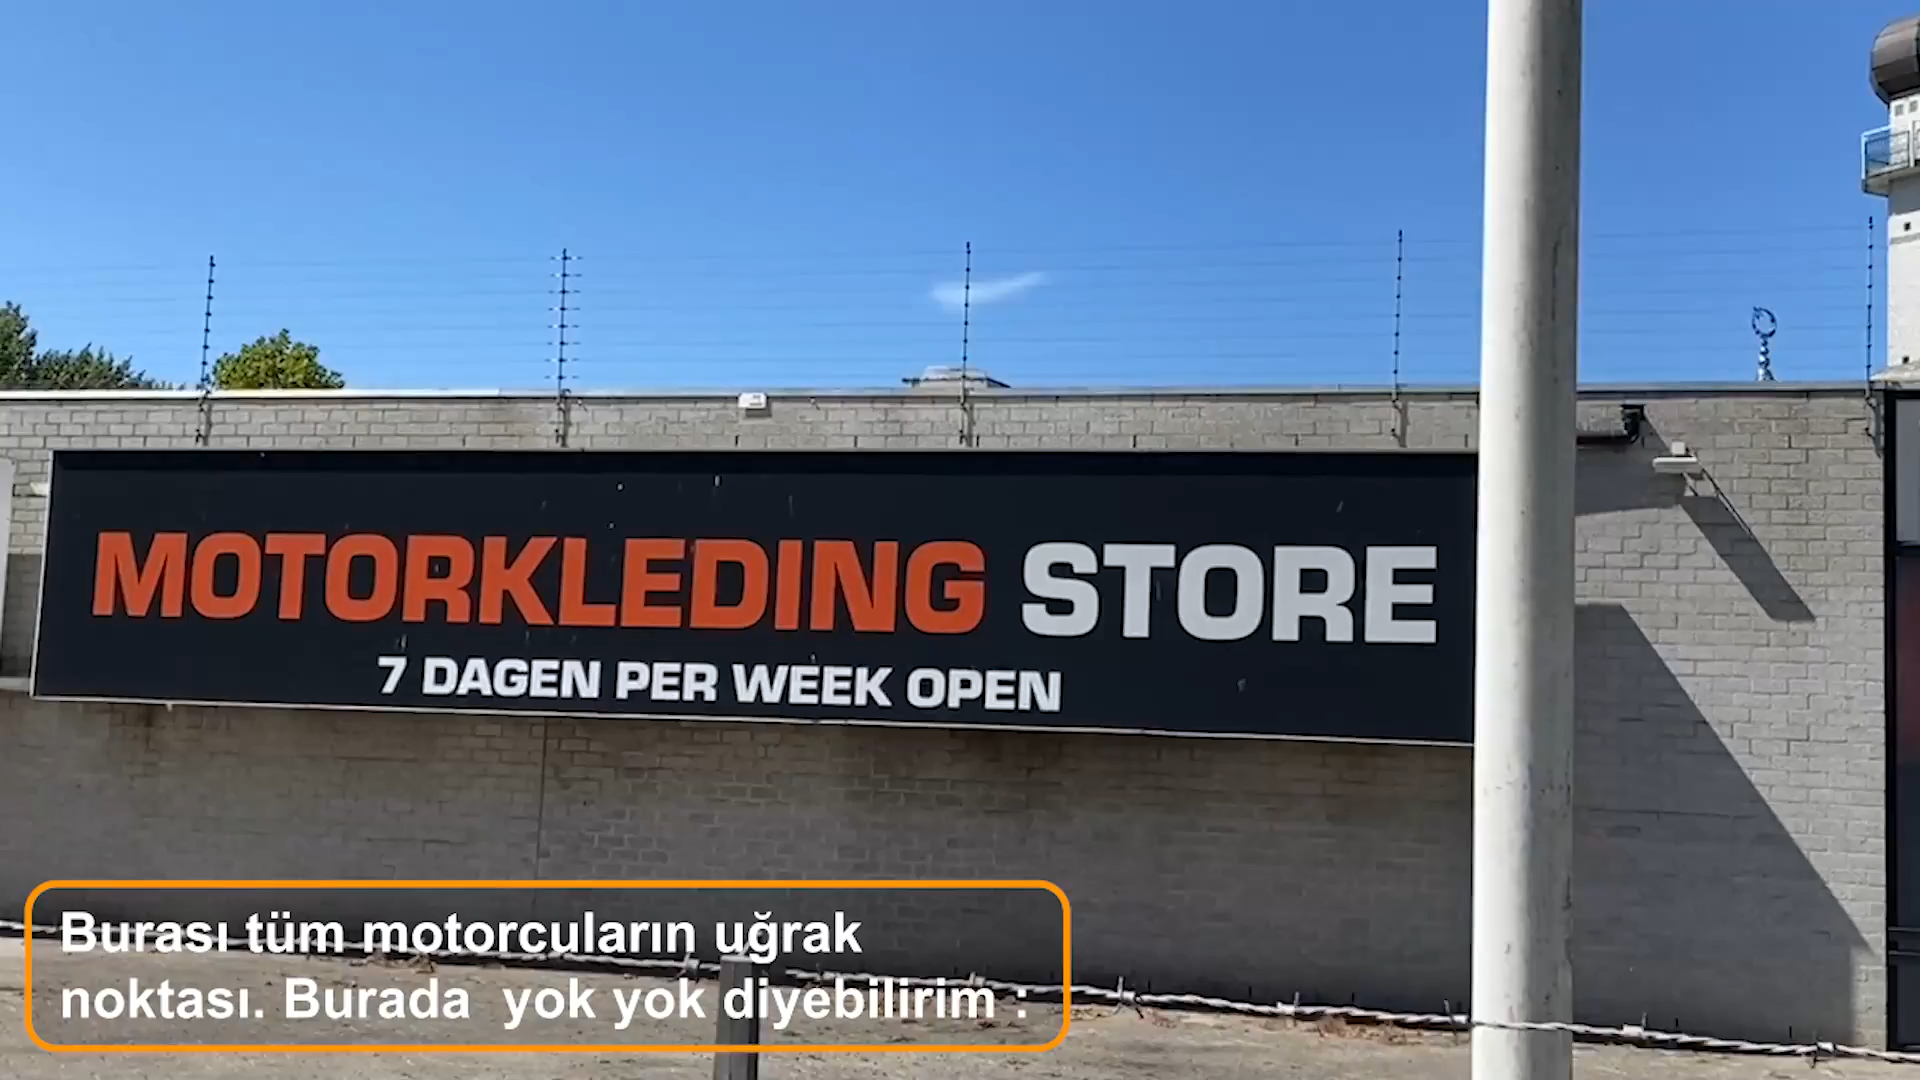 MOTORKLEDING STORE
7 DAGEN PER WEEK OPEN
Burası tüm motorcuların uğrak
noktası. Burada  yok yok diyebilirim :